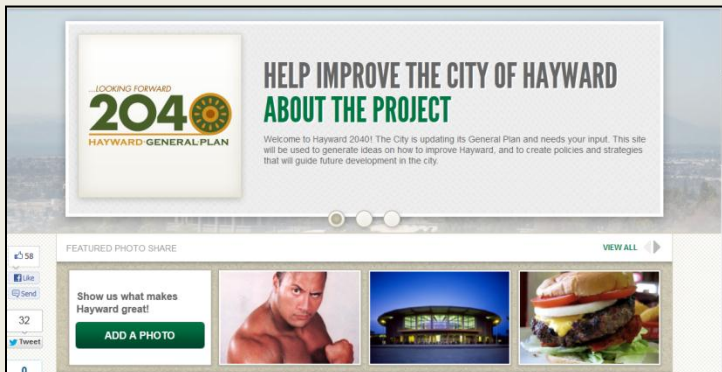 ...LOOKING FORWARD
2040
HAYWARD GENERAL PLAN
HELP IMPROVE THE CITY OF HAYWARD
ABOUT THE PROJECT
Welcome to Hayward 2040! The City is updating its General Plan and needs your input. This site
will be used to generate ideas on how to improve Hayward, and to create policies and strategies
that will guide future development in the city.
FEATURED PHOTO SHARE
VIEW ALL
58
Like
Send
32
Tweet
0
Show us what makes
Hayward great!
ADD A PHOTO